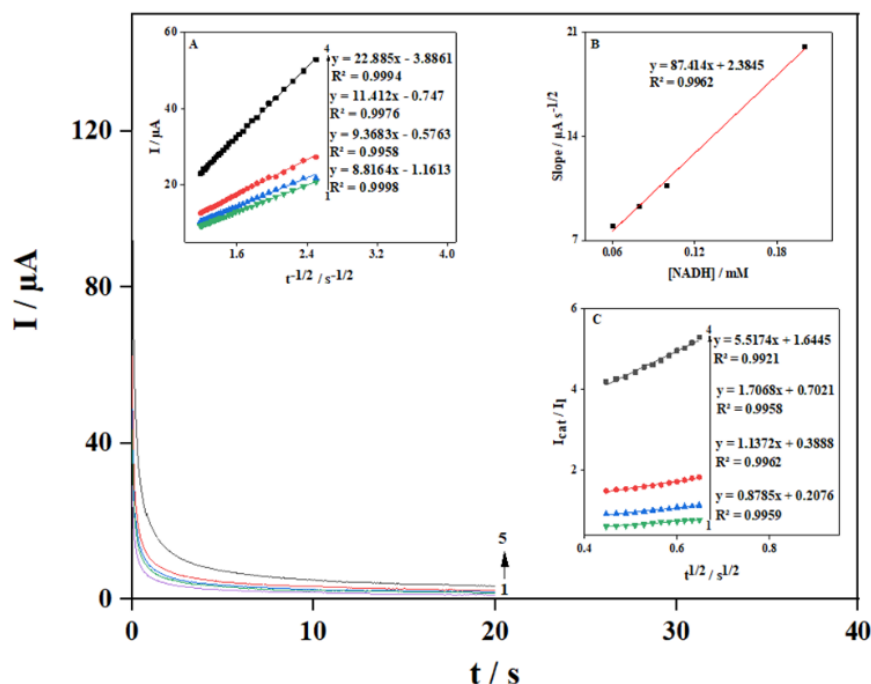 I / µA
120
80
40
0
0
10
20
30
40
t / s
5
1
A
I / µA
60
40
20
1.6
2.4
3.2
4.0
t-1/2 / s-1/2
4
y = 22.885x - 3.8861
R² = 0.9994
y = 11.412x - 0.747
R² = 0.9976
y = 9.3683x - 0.5763
R² = 0.9958
y = 8.8164x - 1.1613
R² = 0.9998
1
B
Slope / µA s-1/2
21
14
7
0.06
0.12
0.18
[NADH] / mM
y = 87.414x + 2.3845
R² = 0.9962
C
Icat / Il
6
4
2
0.4
0.6
0.8
t1/2 / s1/2
4
y = 5.5174x + 1.6445
R² = 0.9921
y = 1.7068x + 0.7021
R² = 0.9958
y = 1.1372x + 0.3888
R² = 0.9962
y = 0.8785x + 0.2076
R² = 0.9959
1